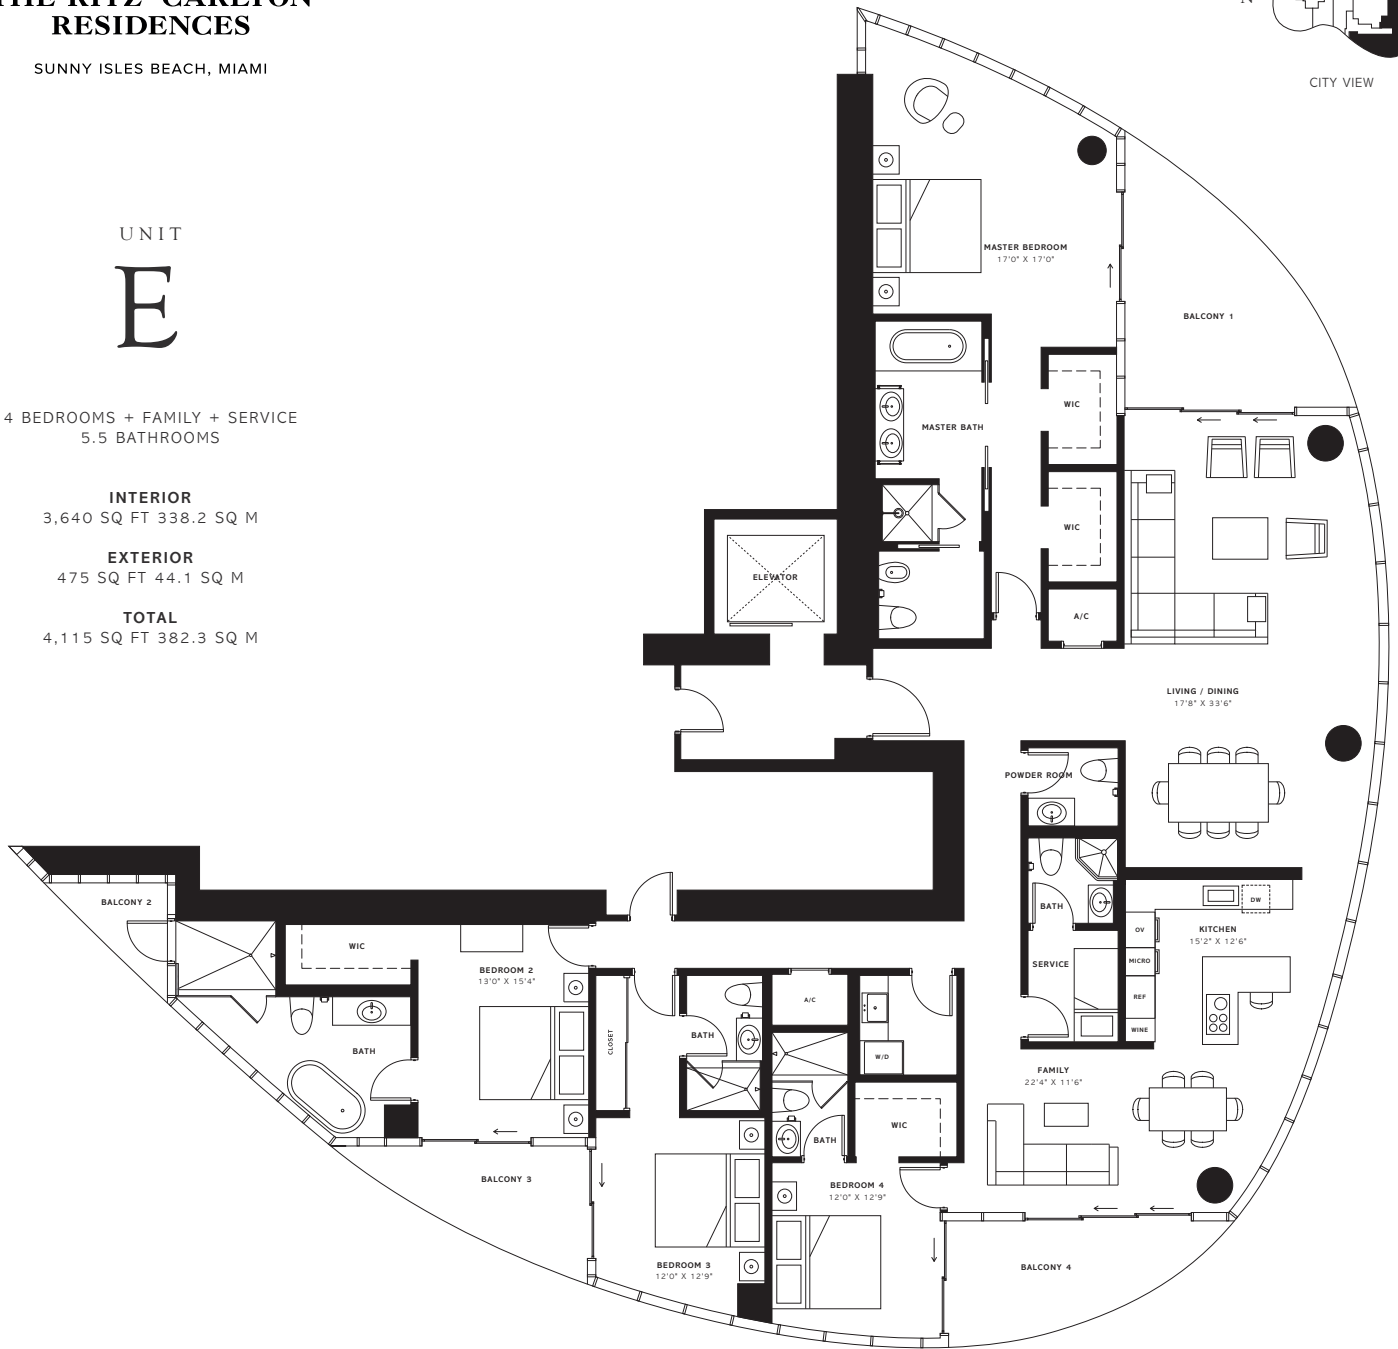 THE RITZ-CARLTON
RESIDENCES
SUNNY ISLES BEACH, MIAMI
N
CITY VIEW
UNIT
E
4 BEDROOMS + FAMILY + SERVICE
5.5 BATHROOMS
INTERIOR
3,640 SQ FT 338.2 SQ M
EXTERIOR
475 SQ FT 44.1 SQ M
TOTAL
4,115 SQ FT 382.3 SQ M
MASTER BEDROOM
17'0" X 17'0"
BALCONY 1
WIC
MASTER BATH
WIC
ELEVATOR
A/C
LIVING / DINING
17'8" X 33'6"
POWDER ROOM
BATH
DW
OV
KITCHEN
15'2" X 12'6"
MICRO
SERVICE
REF
WINE
FAMILY
22'4" X 11'6"
BALCONY 2
WIC
BEDROOM 2
13'0" X 15'4"
BATH
CLOSET
BATH
A/C
W/D
WIC
BATH
BALCONY 3
BEDROOM 4
12'0" X 12'9"
BEDROOM 3
12'0" X 12'9"
BALCONY 4